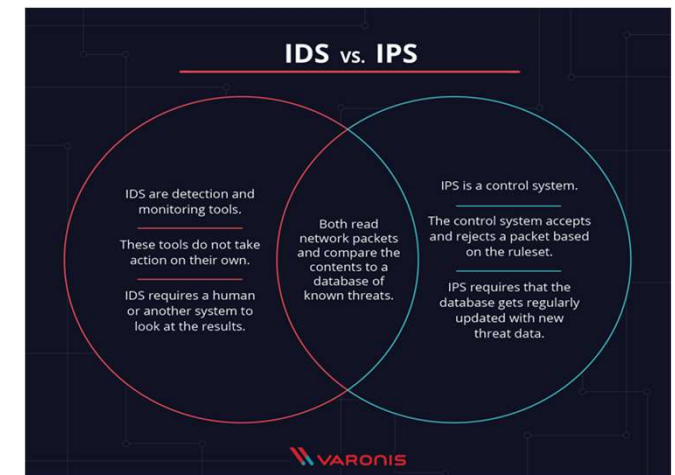 IDS vs. IPS
IDS are detection and
monitoring tools.
These tools do not take
action on their own.
IDS requires a human
or another system to
look at the results.
Both read
network packets
and compare the
contents to a
database of
known threats.
IPS is a control system.
The control system accepts
and rejects a packet based
on the ruleset.
IPS requires that the
database gets regularly
updated with new
threat data.
VARONIS